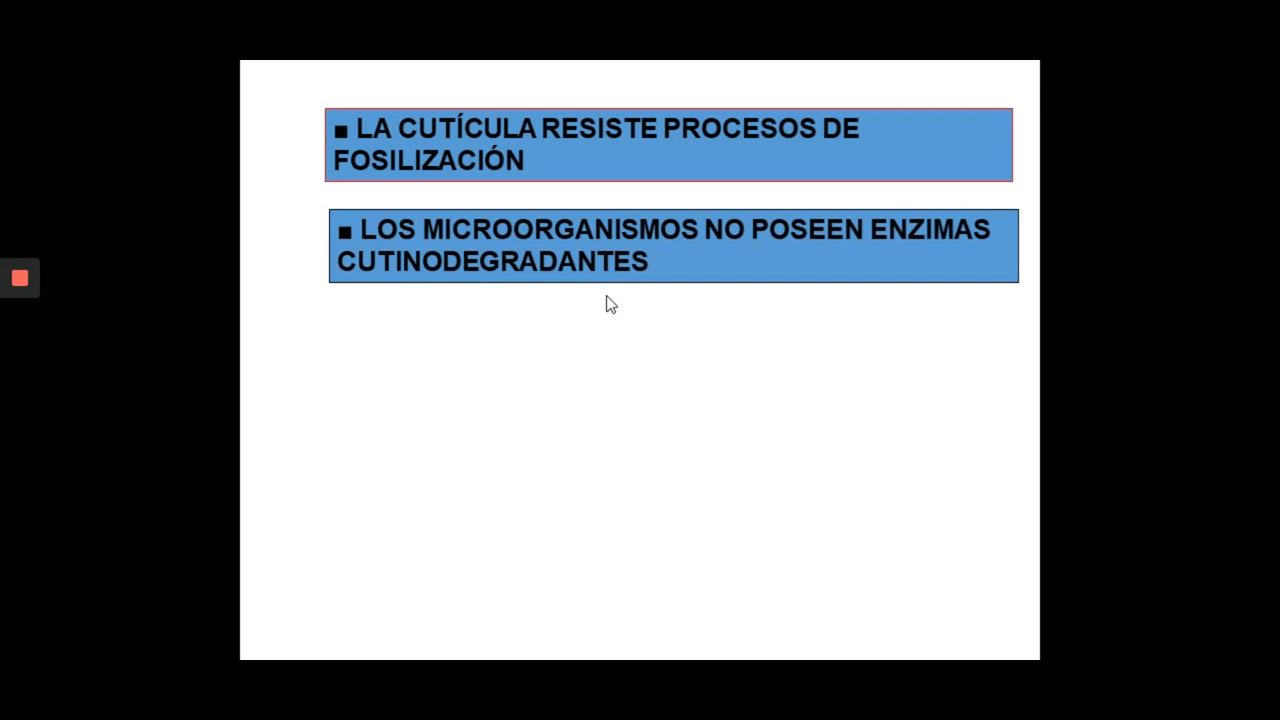 ■ LA CUTÍCULA RESISTE PROCESOS DE
FOSILIZACIÓN
■ LOS MICROORGANISMOS NO POSEEN ENZIMAS
CUTINODEGRADANTES